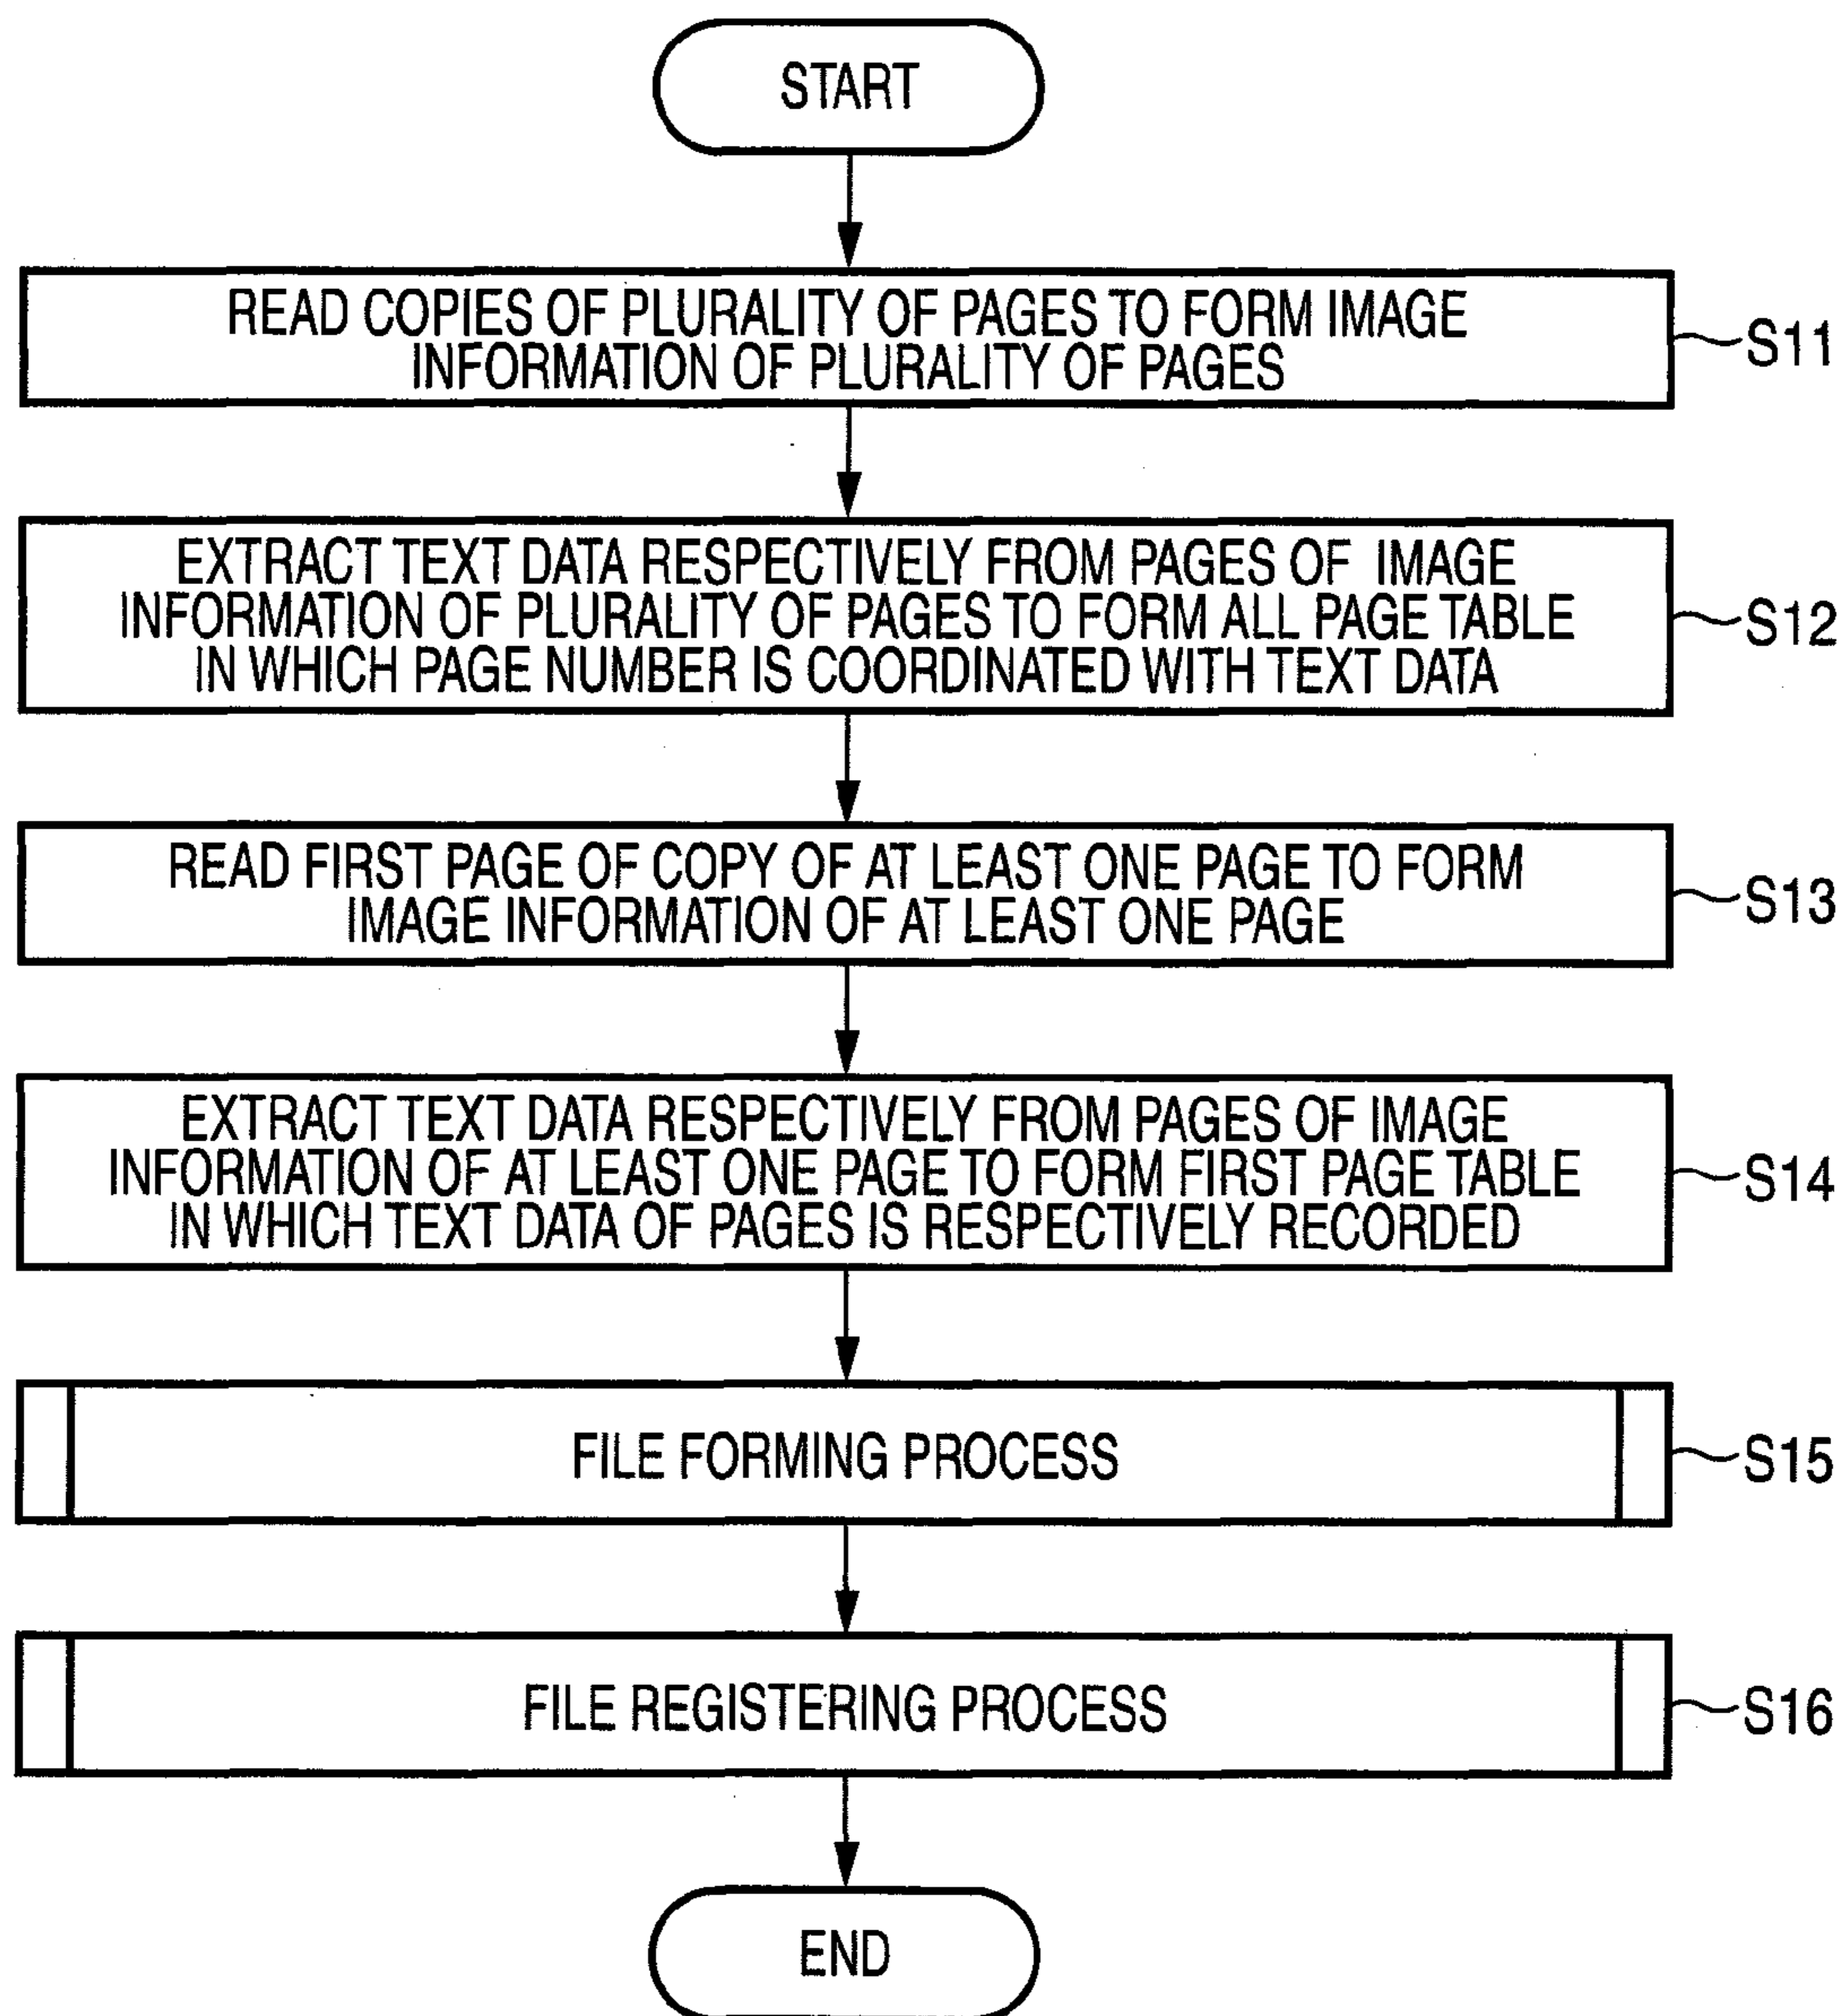 START
READ COPIES OF PLURALITY OF PAGES TO FORM IMAGE
INFORMATION OF PLURALITY OF PAGES
S11
EXTRACT TEXT DATA RESPECTIVELY FROM PAGES OF IMAGE
INFORMATION OF PLURALITY OF PAGES TO FORM ALL PAGE TABLE
IN WHICH PAGE NUMBER IS COORDINATED WITH TEXT DATA
S12
READ FIRST PAGE OF COPY OF AT LEAST ONE PAGE TO FORM
IMAGE INFORMATION OF AT LEAST ONE PAGE
S13
EXTRACT TEXT DATA RESPECTIVELY FROM PAGES OF IMAGE
INFORMATION OF AT LEAST ONE PAGE TO FORM FIRST PAGE TABLE
IN WHICH TEXT DATA OF PAGES IS RESPECTIVELY RECORDED
S14
FILE FORMING PROCESS
S15
FILE REGISTERING PROCESS
S16
END